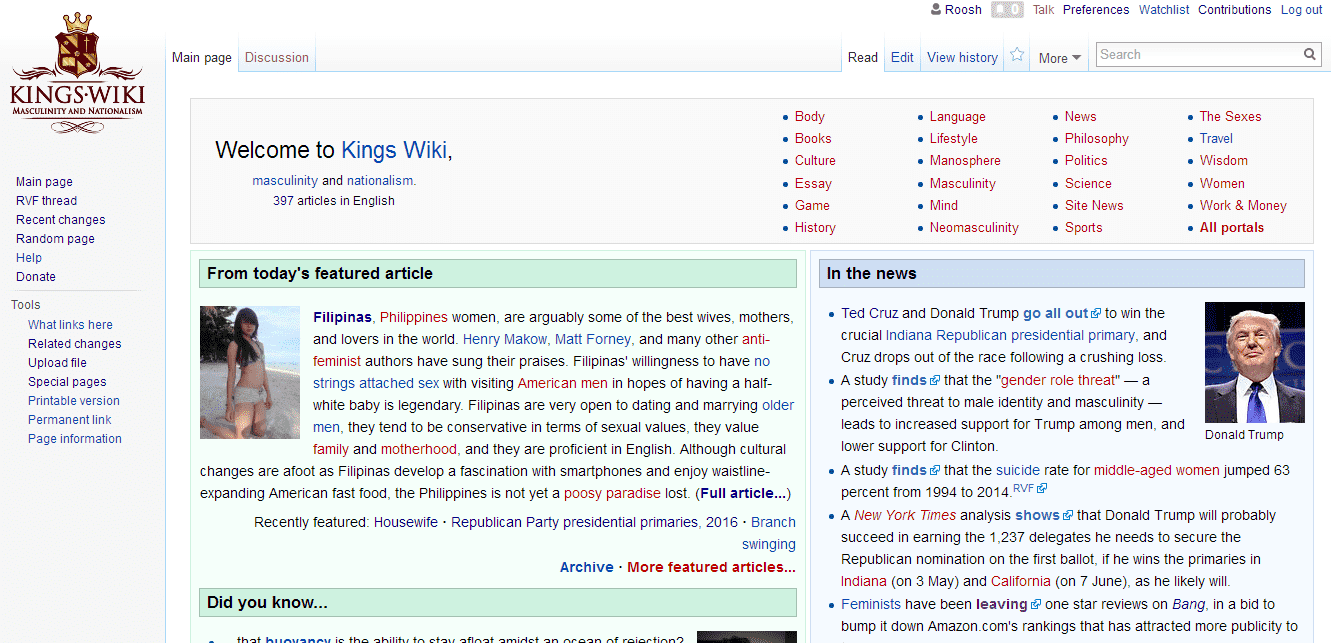 Roosh 0 Talk Preferences Watchlist Contributions Log out
KINGS·WIKI
MASCULINITY AND NATIONALISM
Main page Discussion
Read Edit View history More Search
Main page
RVF thread
Recent changes
Random page
Help
Donate
Tools
What links here
Related changes
Upload file
Special pages
Printable version
Permanent link
Page information
Welcome to Kings Wiki,
masculinity and nationalism.
397 articles in English
Body
Books
Culture
Essay
Game
History
Language
Lifestyle
Manosphere
Masculinity
Mind
Neomasculinity
News
Philosophy
Politics
Science
Site News
Sports
The Sexes
Travel
Wisdom
Women
Work & Money
All portals
From today's featured article
Filipinas, Philippines women, are arguably some of the best wives, mothers,
and lovers in the world. Henry Makow, Matt Forney, and many other anti-
feminist authors have sung their praises. Filipinas' willingness to have no
strings attached sex with visiting American men in hopes of having a half-
white baby is legendary. Filipinas are very open to dating and marrying older
men, they tend to be conservative in terms of sexual values, they value
family and motherhood, and they are proficient in English. Although cultural
changes are afoot as Filipinas develop a fascination with smartphones and enjoy waistline-
expanding American fast food, the Philippines is not yet a poosy paradise lost. (Full article...)
Recently featured: Housewife · Republican Party presidential primaries, 2016 · Branch
swinging
Archive · More featured articles...
Did you know...
that buoyancy is the ability to stay afloat amidst an ocean of rejection?
In the news
Ted Cruz and Donald Trump go all out to win the
crucial Indiana Republican presidential primary, and
Cruz drops out of the race following a crushing loss.
A study finds that the "gender role threat" — a
perceived threat to male identity and masculinity —
leads to increased support for Trump among men, and
lower support for Clinton.
Donald Trump
A study finds that the suicide rate for middle-aged women jumped 63
percent from 1994 to 2014.RVF
A New York Times analysis shows that Donald Trump will probably
succeed in earning the 1,237 delegates he needs to secure the
Republican nomination on the first ballot, if he wins the primaries in
Indiana (on 3 May) and California (on 7 June), as he likely will.
Feminists have been leaving one star reviews on Bang, in a bid to
bump it down Amazon.com's rankings that has attracted more publicity to